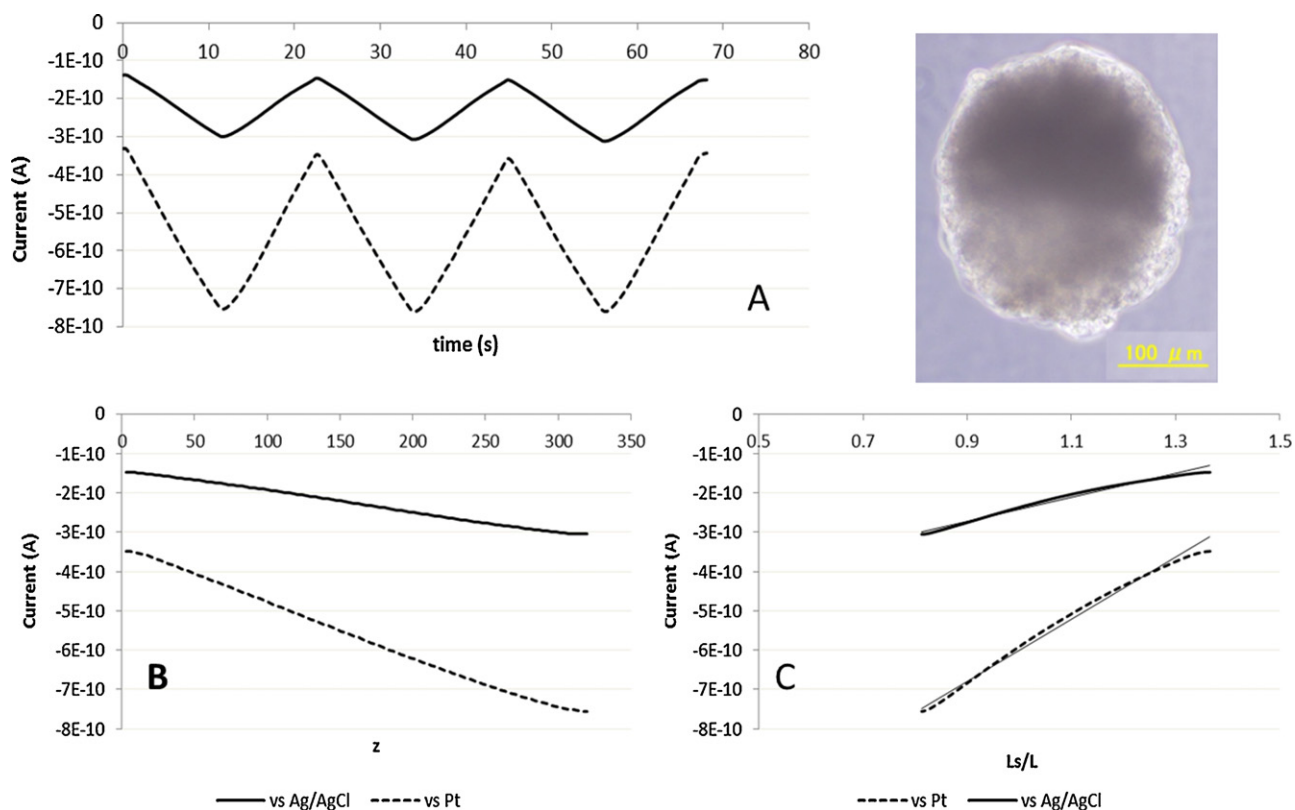 0
-1E-10
-2E-10
-3E-10
-4E-10
-5E-10
-6E-10
-7E-10
-8E-10
Current (A)
0 10 20 30 40 50 60 70 80
time (s)
A
100 μm
0
-1E-10
-2E-10
-3E-10
-4E-10
-5E-10
-6E-10
-7E-10
-8E-10
Current (A)
0 50 100 150 200 250 300 350
B
z
vs Ag/AgCl vs Pt
0
-1E-10
-2E-10
-3E-10
-4E-10
-5E-10
-6E-10
-7E-10
-8E-10
Current (A)
0.5 0.7 0.9 1.1 1.3 1.5
C
Ls/L
vs Pt vs Ag/AgCl